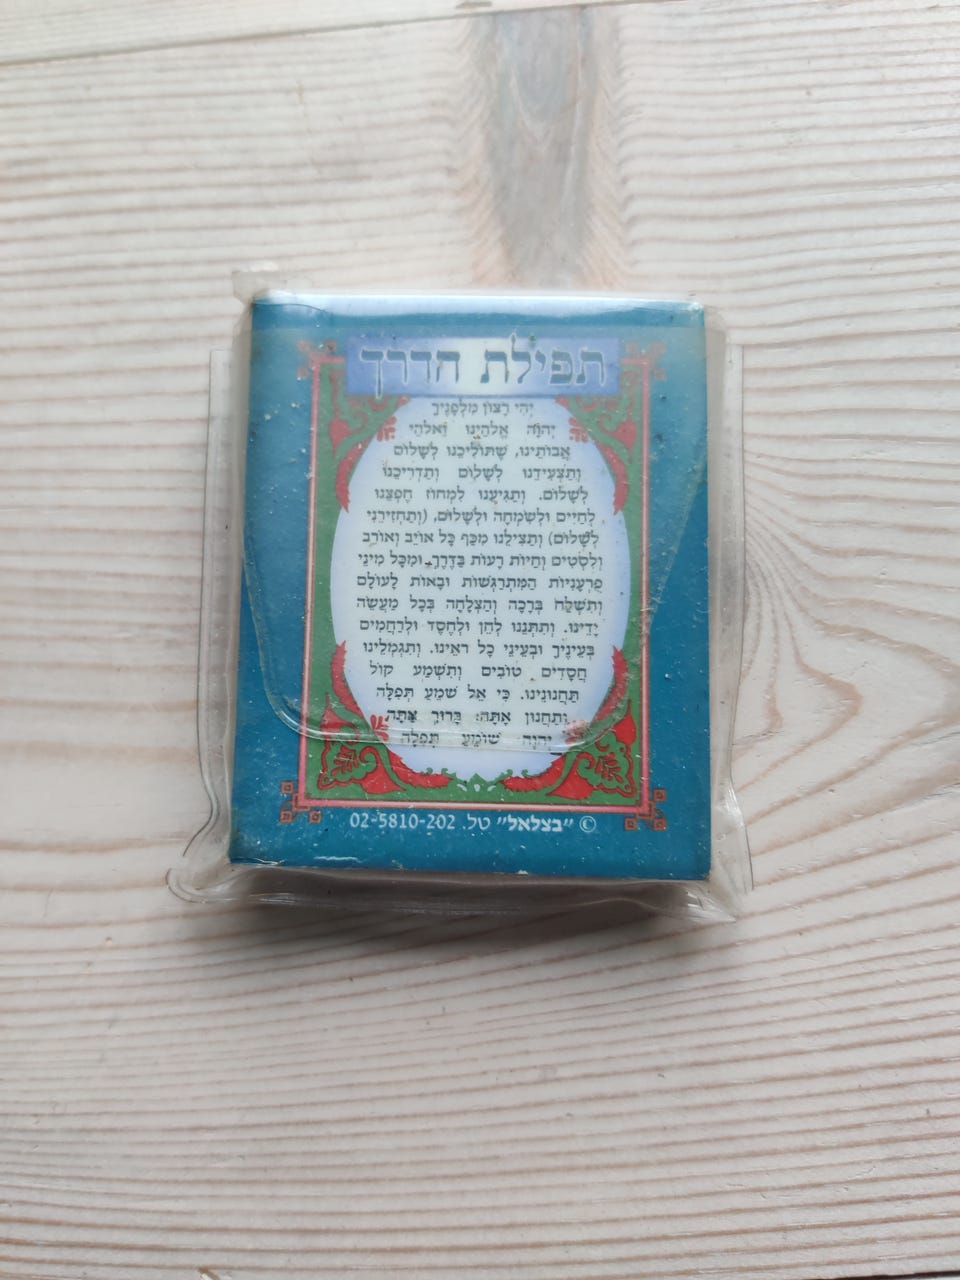 תפילת הדרך
יְהִי רָצוֹן מִלְּפָנֶיךָ
יְהֹוָה אֱלֹהֵינוּ וֵאלֹהֵי
אֲבוֹתֵינוּ, שֶׁתּוֹלִיכֵנוּ לְשָׁלוֹם
וְתַצְעִידֵנוּ לְשָׁלוֹם וְתַדְרִיכֵנוּ
לְשָׁלוֹם. וְתַגִּיעֵנוּ לִמְחוֹז חֶפְצֵנוּ
לְחַיִּים וּלְשִׂמְחָה וּלְשָׁלוֹם, (וְתַחְזִירֵנִי
לְשָׁלוֹם) וְתַצִּילֵנוּ מִכַּף כָּל אוֹיֵב וְאוֹרֵב
וְלִסְטִים וְחַיּוֹת רָעוֹת בַּדֶּרֶךְ. וּמִכָּל מִינֵי
פֻּרְעָנִיּוֹת הַמִּתְרַגְּשׁוֹת וּבָאוֹת לָעוֹלָם
וְתִשְׁלַח בְּרָכָה וְהַצְלָחָה בְּכָל מַעֲשֵׂה
יָדֵינוּ. וְתִתְּנֵנוּ לְחֵן וּלְחֶסֶד וּלְרַחֲמִים
בְּעֵינֶיךָ וּבְעֵינֵי כָל רֹאֵינוּ. וְתִגְמְלֵינוּ
חֲסָדִים טוֹבִים וְתִשְׁמַע קוֹל
תַּחֲנוּנֵינוּ. כִּי אֵל שֹׁמֵעַ תְּפִלָּה
וְתַחֲנוּן אָתָּה: בָּרוּךְ אַתָּה
יְהֹוָה שׁוֹמֵעַ תְּפִלָּה
© "בצלאל" טל. 02-5810-202